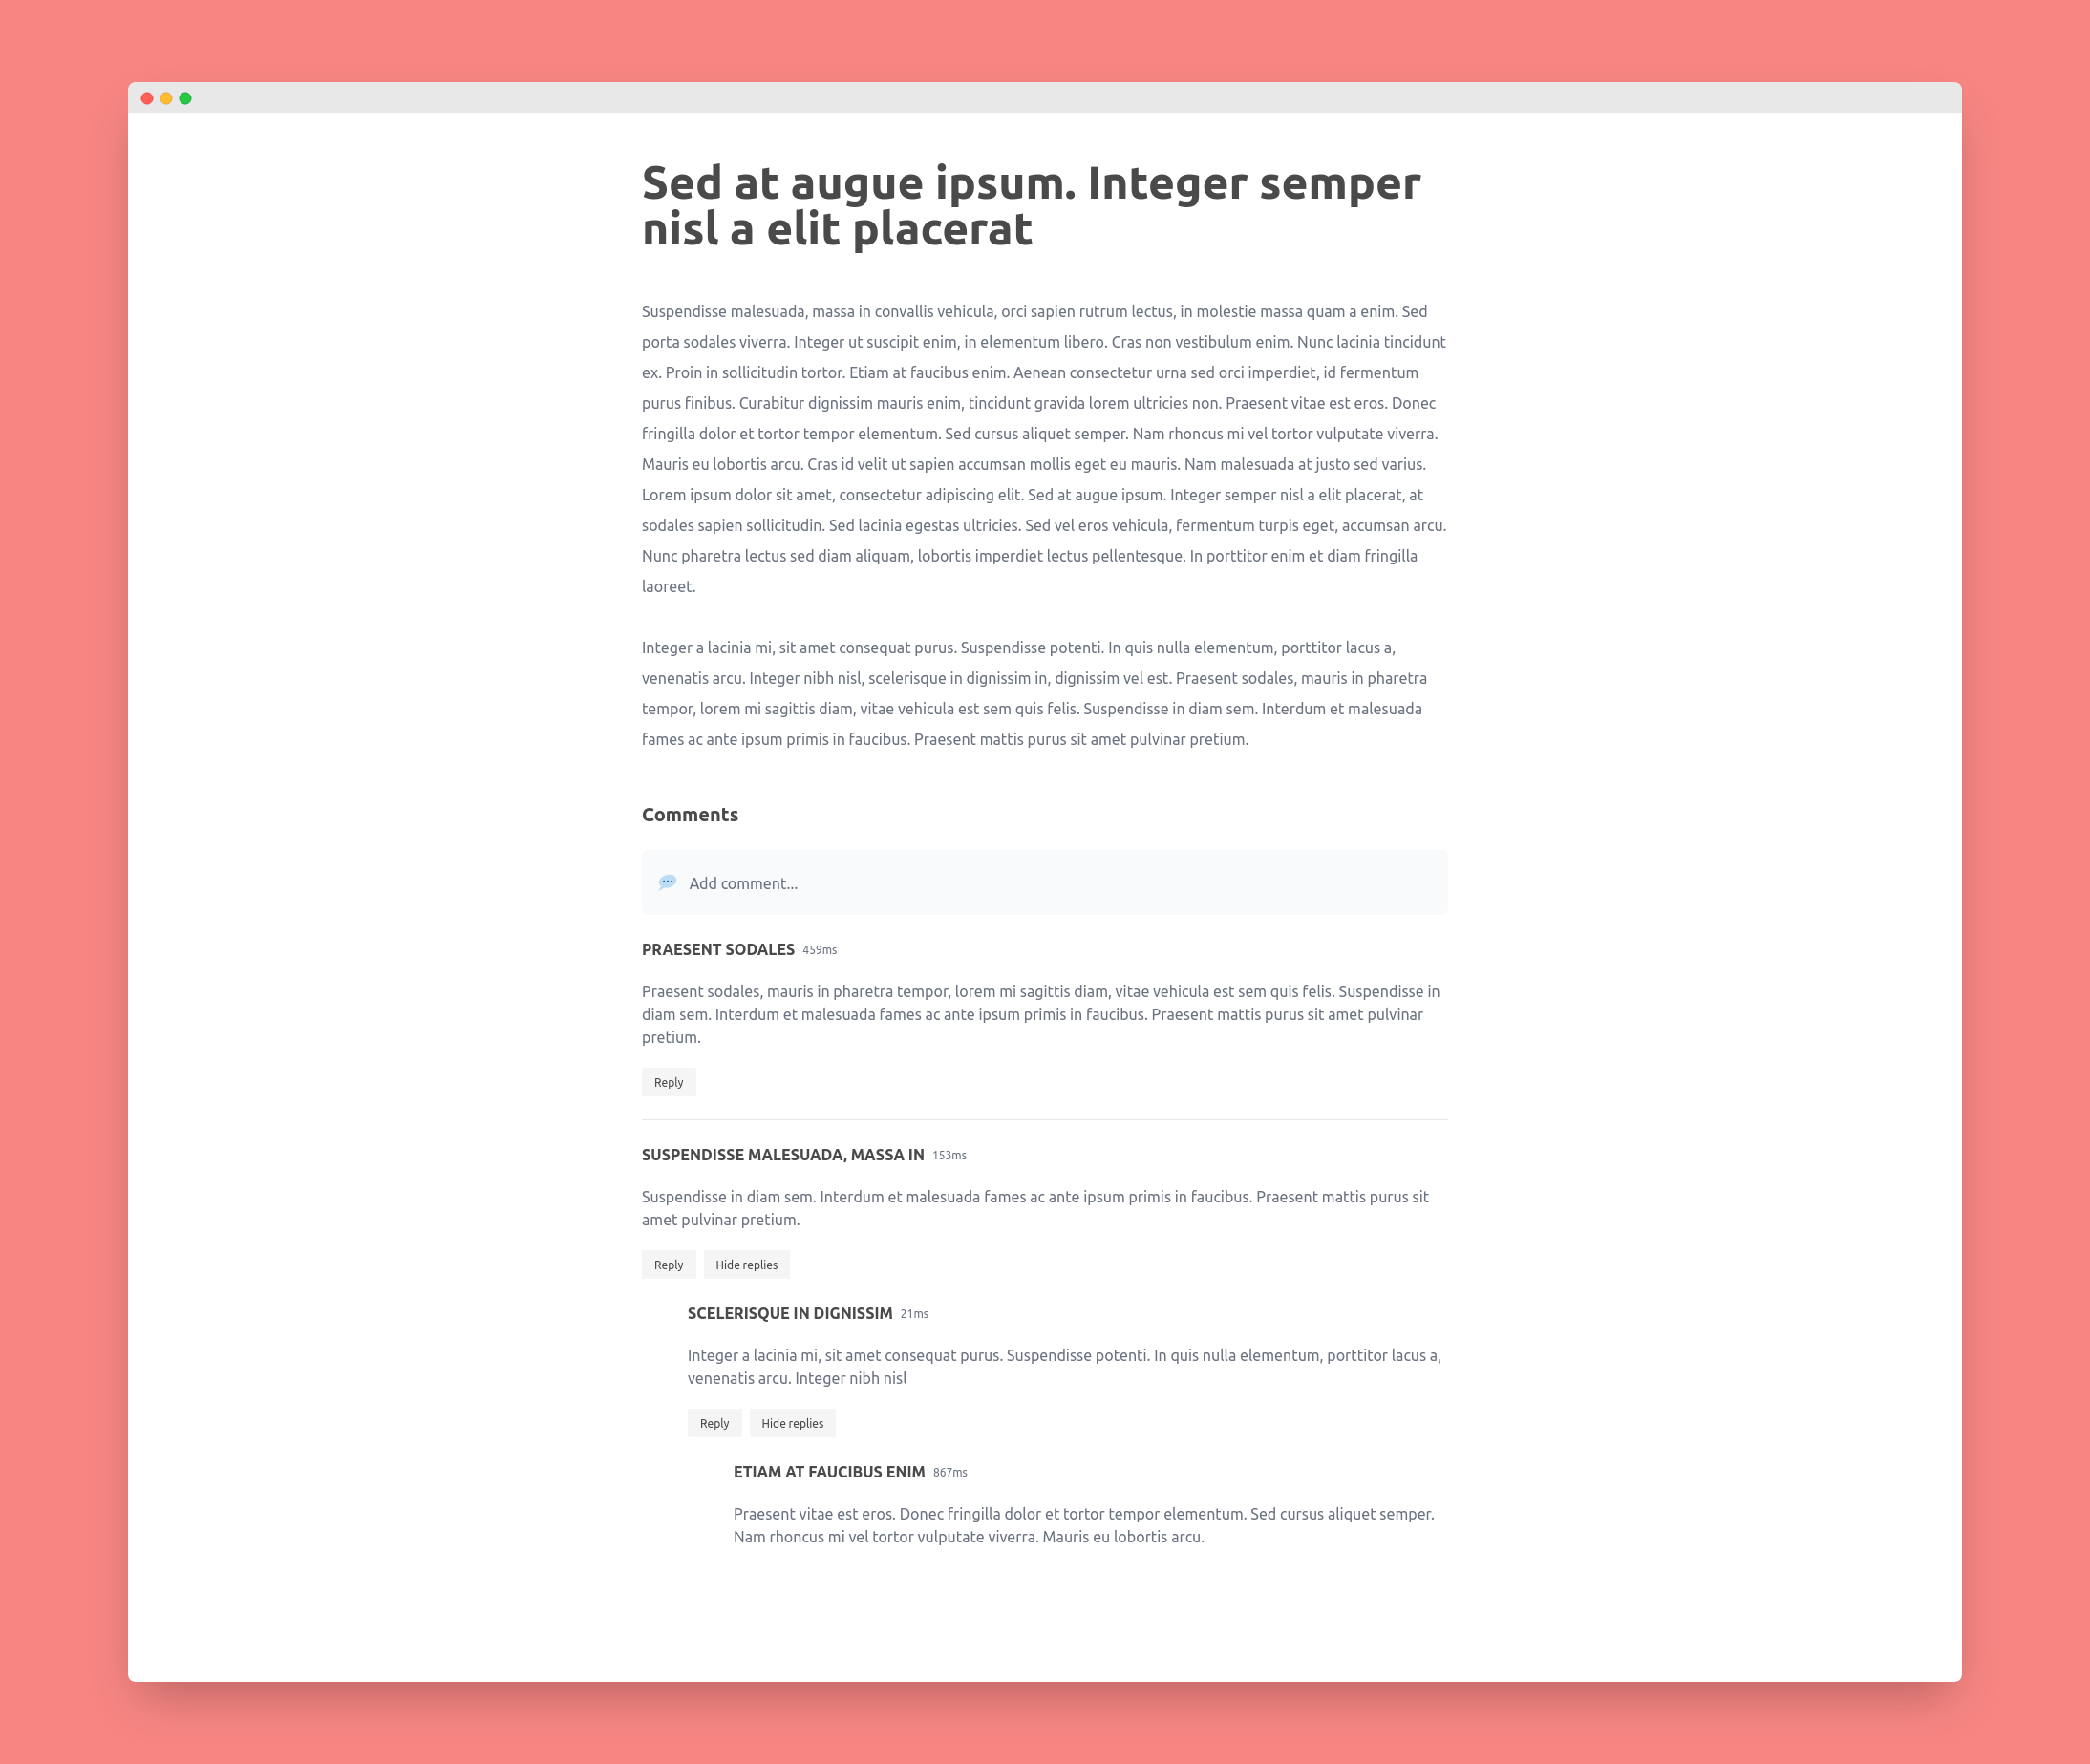 Sed at augue ipsum. Integer semper
nisl a elit placerat
Suspendisse malesuada, massa in convallis vehicula, orci sapien rutrum lectus, in molestie massa quam a enim. Sed
porta sodales viverra. Integer ut suscipit enim, in elementum libero. Cras non vestibulum enim. Nunc lacinia tincidunt
ex. Proin in sollicitudin tortor. Etiam at faucibus enim. Aenean consectetur urna sed orci imperdiet, id fermentum
purus finibus. Curabitur dignissim mauris enim, tincidunt gravida lorem ultricies non. Praesent vitae est eros. Donec
fringilla dolor et tortor tempor elementum. Sed cursus aliquet semper. Nam rhoncus mi vel tortor vulputate viverra.
Mauris eu lobortis arcu. Cras id velit ut sapien accumsan mollis eget eu mauris. Nam malesuada at justo sed varius.
Lorem ipsum dolor sit amet, consectetur adipiscing elit. Sed at augue ipsum. Integer semper nisl a elit placerat, at
sodales sapien sollicitudin. Sed lacinia egestas ultricies. Sed vel eros vehicula, fermentum turpis eget, accumsan arcu.
Nunc pharetra lectus sed diam aliquam, lobortis imperdiet lectus pellentesque. In porttitor enim et diam fringilla
laoreet.
Integer a lacinia mi, sit amet consequat purus. Suspendisse potenti. In quis nulla elementum, porttitor lacus a,
venenatis arcu. Integer nibh nisl, scelerisque in dignissim in, dignissim vel est. Praesent sodales, mauris in pharetra
tempor, lorem mi sagittis diam, vitae vehicula est sem quis felis. Suspendisse in diam sem. Interdum et malesuada
fames ac ante ipsum primis in faucibus. Praesent mattis purus sit amet pulvinar pretium.
Comments
Add comment...
PRAESENT SODALES 459ms
Praesent sodales, mauris in pharetra tempor, lorem mi sagittis diam, vitae vehicula est sem quis felis. Suspendisse in
diam sem. Interdum et malesuada fames ac ante ipsum primis in faucibus. Praesent mattis purus sit amet pulvinar
pretium.
Reply
SUSPENDISSE MALESUADA, MASSA IN 153ms
Suspendisse in diam sem. Interdum et malesuada fames ac ante ipsum primis in faucibus. Praesent mattis purus sit
amet pulvinar pretium.
Reply Hide replies
SCELERISQUE IN DIGNISSIM 21ms
Integer a lacinia mi, sit amet consequat purus. Suspendisse potenti. In quis nulla elementum, porttitor lacus a,
venenatis arcu. Integer nibh nisl
Reply Hide replies
ETIAM AT FAUCIBUS ENIM 867ms
Praesent vitae est eros. Donec fringilla dolor et tortor tempor elementum. Sed cursus aliquet semper.
Nam rhoncus mi vel tortor vulputate viverra. Mauris eu lobortis arcu.